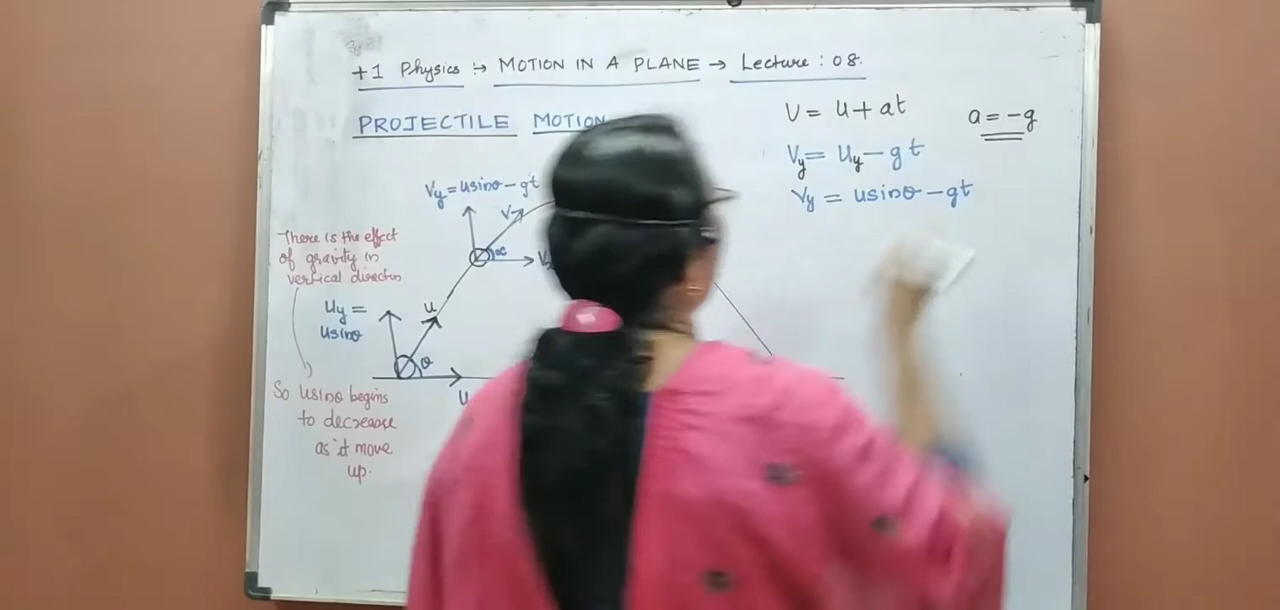 +1 Physics :→ MOTION IN A PLANE → Lecture : 08.
PROJECTILE MOTION
V = u + at
a = -g
Vy = uy - gt
Vy = usinθ - gt
Vy = usinθ - gt
V
α
There is the effect
of gravity in
vertical direction
uy =
usinθ
u
θ
u
So usinθ begins
to decrease
as it move
up.